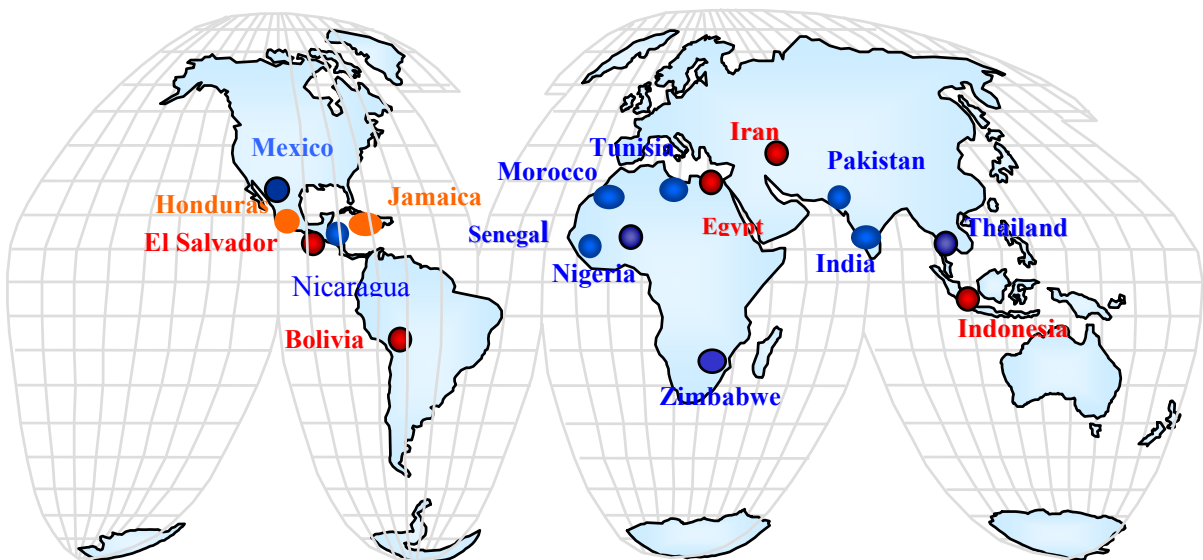 Mexico
Honduras
Jamaica
El Salvador
Nicaragua
Bolivia
Iran
Tunisia
Pakistan
Morocco
Senegal
Egypt
Thailand
Nigeria
India
Indonesia
Zimbabwe